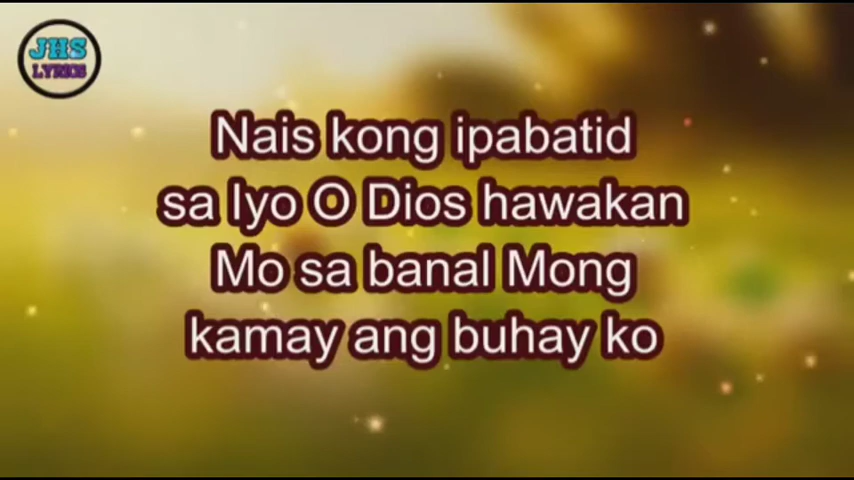 JHS
LYRICS
Nais kong ipabatid
sa Iyo O Dios hawakan
Mo sa banal Mong
kamay ang buhay ko